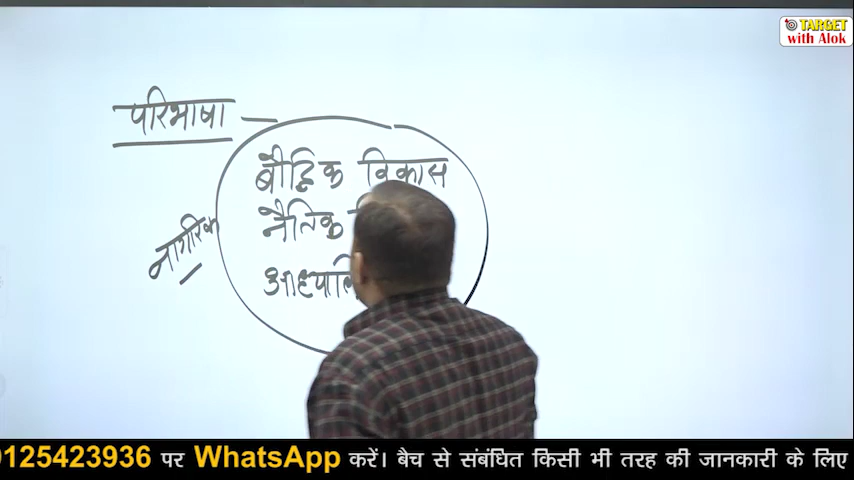 TARGET
with Alok
परिभाषा
बौद्धिक विकास
नैतिक
नागरिक
9125423936 पर WhatsApp करें। बैच से संबंधित किसी भी तरह की जानकारी के लिए